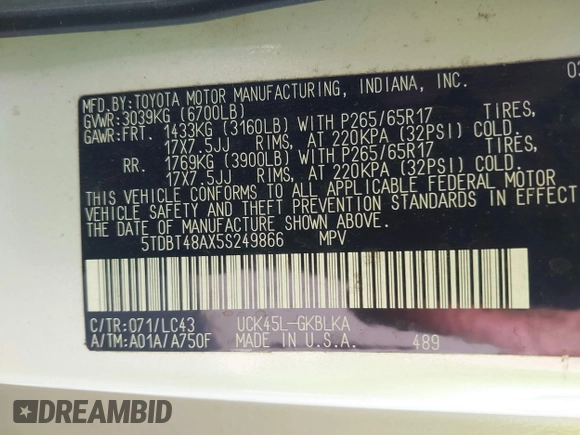 MFD.BY:TOYOTA MOTOR MANUFACTURING, INDIANA, INC. 03
GVWR:3039KG (6700LB)
GAWR:FRT. 1433KG (3160LB) WITH P265/65R17 TIRES,
17X7.5JJ RIMS, AT 220KPA (32PSI) COLD.
RR. 1769KG (3900LB) WITH P265/65R17 TIRES,
17X7.5JJ RIMS, AT 220KPA (32PSI) COLD.
THIS VEHICLE CONFORMS TO ALL APPLICABLE FEDERAL MOTOR
VEHICLE SAFETY AND THEFT PREVENTION STANDARDS IN EFFECT
THE DATE OF MANUFACTURE SHOWN ABOVE.
5TDBT48AX5S249866 MPV
C/TR:071/LC43 UCK45L-GKBLKA
A/TM:A01A/A750F MADE IN U.S.A. 489
DREAMBID